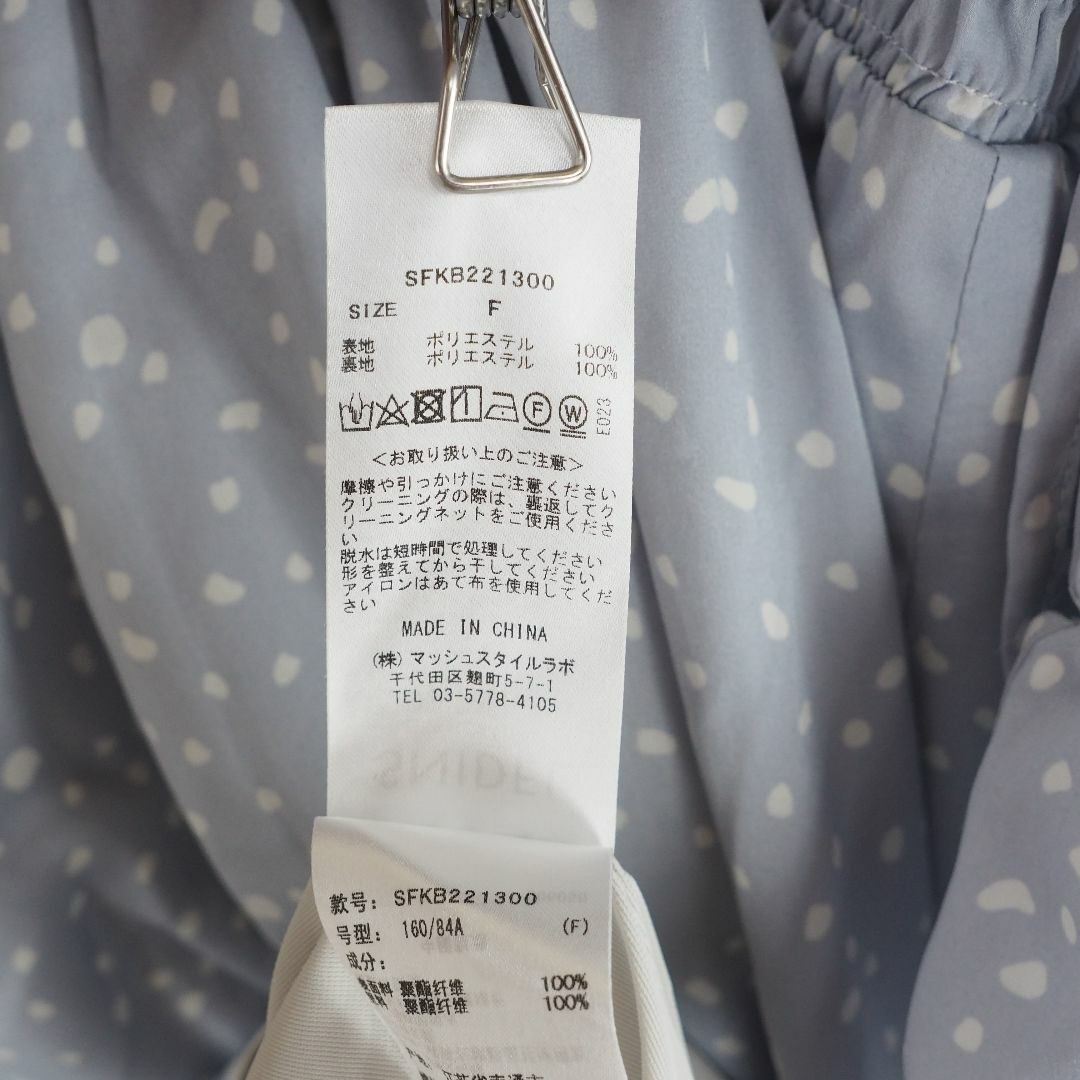 SFKB221300
SIZE F
表地 ポリエステル 100%
裏地 ポリエステル 100%
F W E023
<お取り扱い上のご注意>
摩擦や引っかけにご注意ください
クリーニングの際は、裏返してク
リーニングネットをご使用くださ
い
脱水は短時間で処理してください
形を整えてから干してください
アイロンはあて布を使用してくだ
さい
MADE IN CHINA
(株)マッシュスタイルラボ
千代田区麹町5-7-1
TEL 03-5778-4105
款号: SFKB221300
号型: 160/84A (F)
成分:
面料 聚酯纤维 100%
聚酯纤维 100%